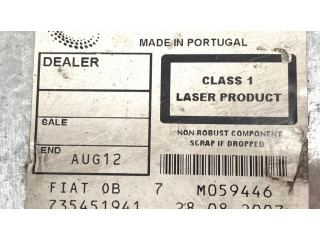 MADE IN PORTUGAL
DEALER
CLASS 1
LASER PRODUCT
SALE
NON ROBUST COMPONENT
SCRAP IF DROPPED
END AUG12
FIAT OB 7 M059446
735451941 28.08.2007